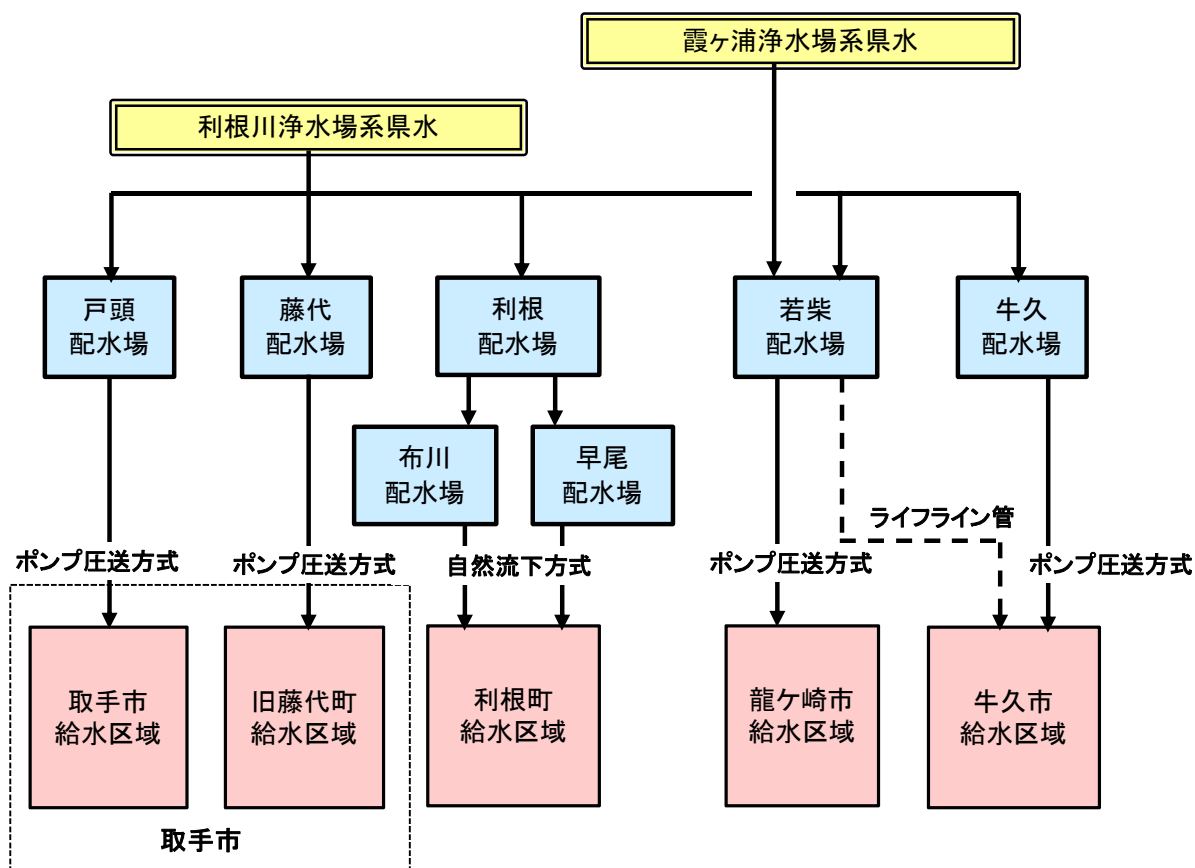 霞ヶ浦浄水場系県水
利根川浄水場系県水
戸頭
配水場
藤代
配水場
利根
配水場
若柴
配水場
牛久
配水場
布川
配水場
早尾
配水場
ライフライン管
ポンプ圧送方式
ポンプ圧送方式
自然流下方式
ポンプ圧送方式
ポンプ圧送方式
取手市
給水区域
旧藤代町
給水区域
利根町
給水区域
龍ケ崎市
給水区域
牛久市
給水区域
取手市